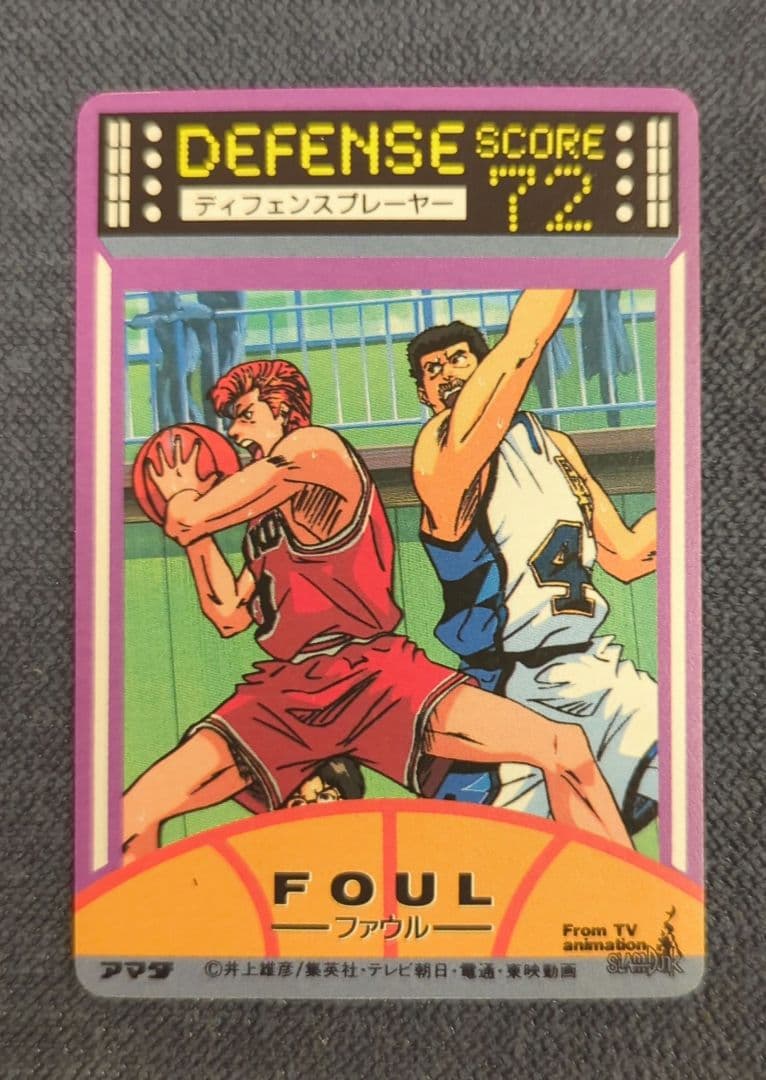 DEFENSE
SCORE
72
ディフェンスプレーヤー
4
FOUL
ファウル
From TV
animation
SLAM DUNK
アマダ
©井上雄彦/集英社・テレビ朝日・電通・東映動画